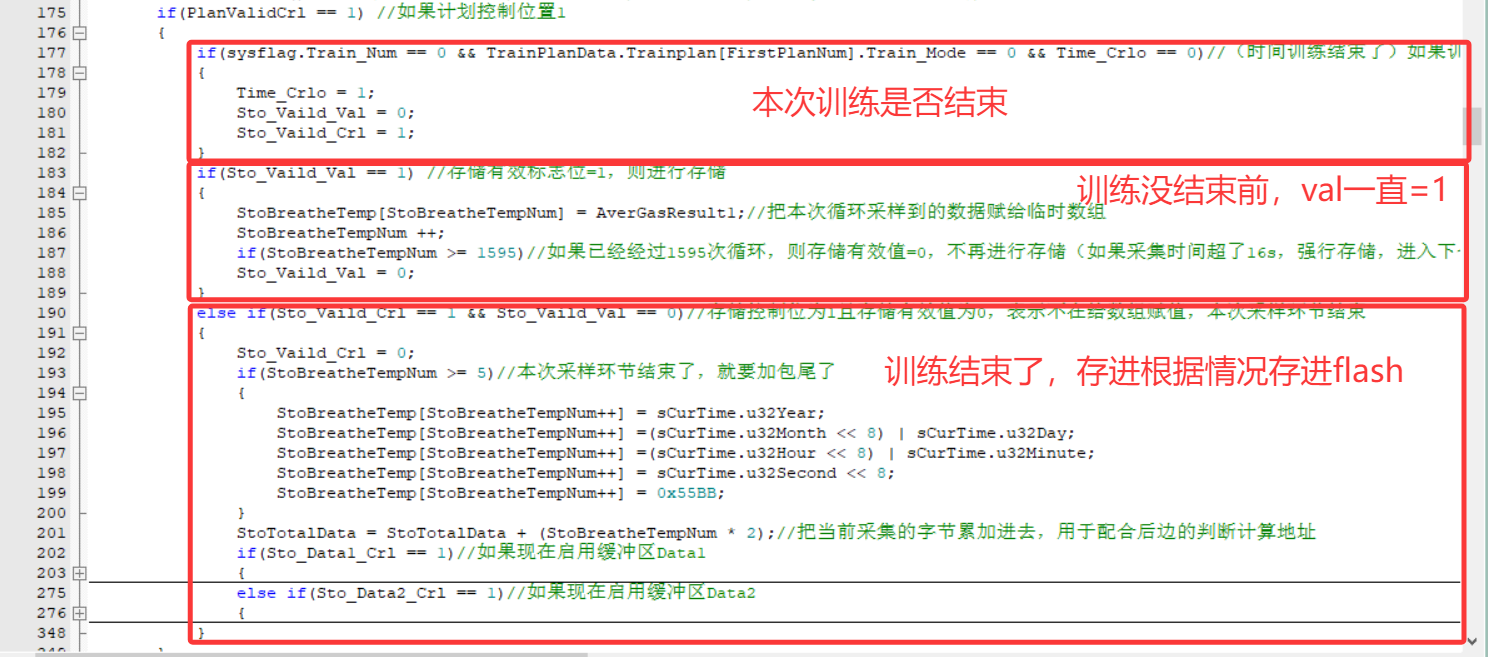 175 if(PlanValidCrl == 1) //如果计划控制位置1
176 {
177 if(sysflag.Train_Num == 0 && TrainPlanData.Trainplan[FirstPlanNum].Train_Mode == 0 && Time_Crlo == 0)//（时间训练结束了）如果训
178 {
179 Time_Crlo = 1;
180 Sto_Vaild_Val = 0;
本次训练是否结束
181 Sto_Vaild_Crl = 1;
182 }
183 if(Sto_Vaild_Val == 1) //存储有效标志位=1，则进行存储
184 {
训练没结束前，val一直=1
185 StoBreatheTemp[StoBreatheTempNum] = AverGasResult1;//把本次循环采样到的数据赋给临时数组
186 StoBreatheTempNum ++;
187 if(StoBreatheTempNum >= 1595)//如果已经经过1595次循环，则存储有效值=0，不再进行存储（如果采集时间超了16s，强行存储，进入下
188 Sto_Vaild_Val = 0;
189 }
190 else if(Sto_Vaild_Crl == 1 && Sto_Vaild_Val == 0)//存储控制位为1且存储有效值为0，表示不在给数组赋值，本次采样环节结束
191 {
192 Sto_Vaild_Crl = 0;
193 if(StoBreatheTempNum >= 5)//本次采样环节结束了，就要加包尾了
训练结束了，存进根据情况存进flash
194 {
195 StoBreatheTemp[StoBreatheTempNum++] = sCurTime.u32Year;
196 StoBreatheTemp[StoBreatheTempNum++] =(sCurTime.u32Month << 8) | sCurTime.u32Day;
197 StoBreatheTemp[StoBreatheTempNum++] =(sCurTime.u32Hour << 8) | sCurTime.u32Minute;
198 StoBreatheTemp[StoBreatheTempNum++] = sCurTime.u32Second << 8;
199 StoBreatheTemp[StoBreatheTempNum++] = 0x55BB;
200 }
201 StoTotalData = StoTotalData + (StoBreatheTempNum * 2);//把当前采集的字节累加进去，用于配合后边的判断计算地址
202 if(Sto_Data1_Crl == 1)//如果现在启用缓冲区Data1
203 {
275 else if(Sto_Data2_Crl == 1)//如果现在启用缓冲区Data2
276 {
348 }